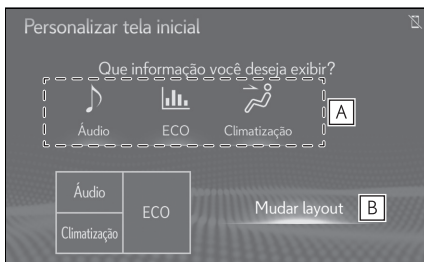 Personalizar tela inicial
Que informação você deseja exibir?
Áudio ECO Climatização
A
Áudio
ECO
Climatização
Mudar layout B